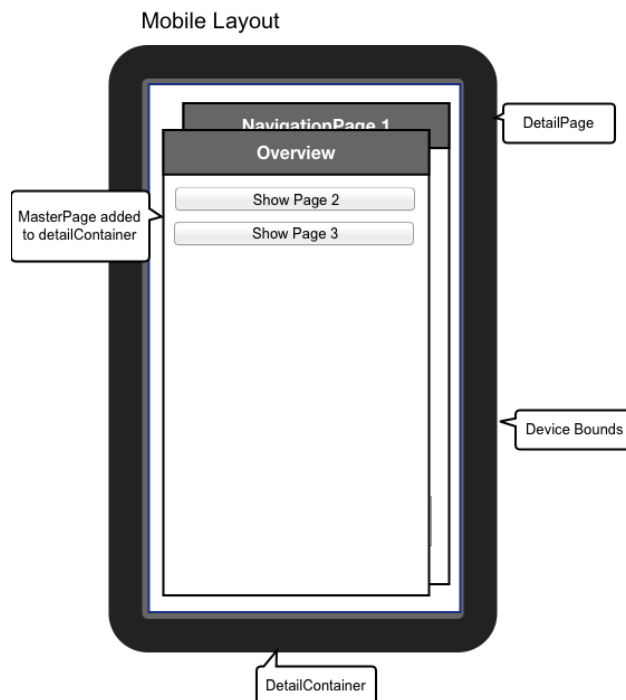 Mobile Layout
NavigationPage 1
DetailPage
Overview
Show Page 2
MasterPage added
to detailContainer
Show Page 3
Device Bounds
DetailContainer